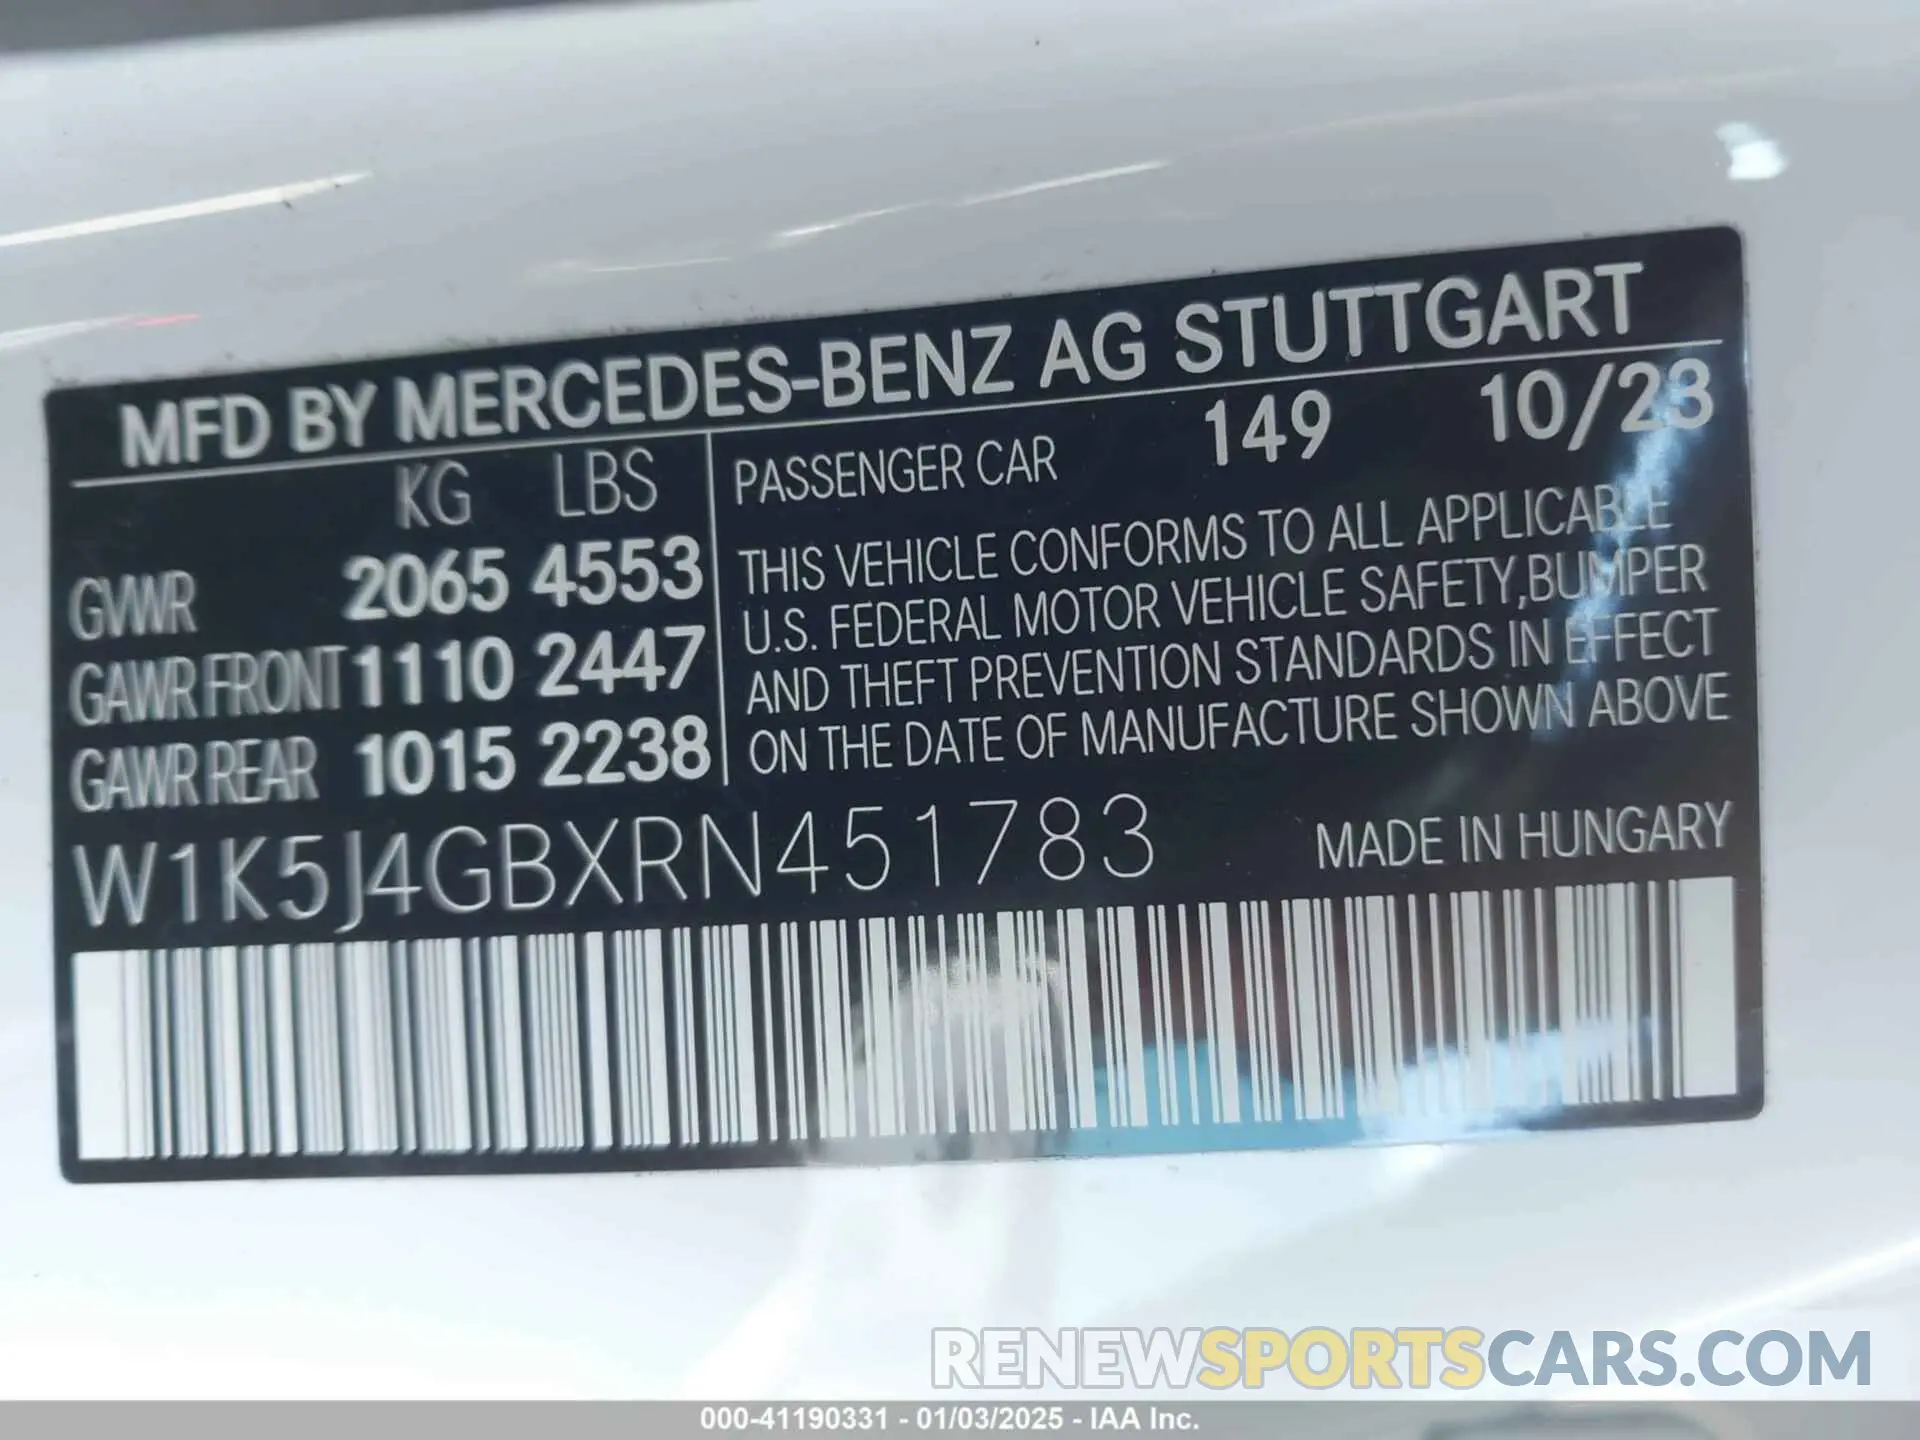 MFD BY MERCEDES-BENZ AG STUTTGART
KG LBS
GVWR 2065 4553
GAWR FRONT 1110 2447
GAWR REAR 1015 2238
PASSENGER CAR 149 10/23
THIS VEHICLE CONFORMS TO ALL APPLICABLE
U.S. FEDERAL MOTOR VEHICLE SAFETY,BUMPER
AND THEFT PREVENTION STANDARDS IN EFFECT
ON THE DATE OF MANUFACTURE SHOWN ABOVE
W1K5J4GBXRN451783 MADE IN HUNGARY
RENEWSPORTSCARS.COM
000-41190331 - 01/03/2025 - IAA Inc.